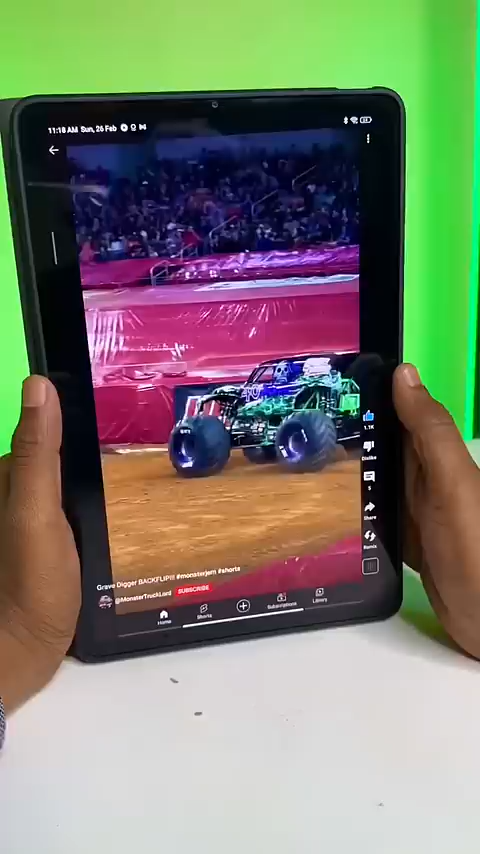 11:18 AM Sun, 26 Feb
1.1K
Dislike
5
Share
Remix
Grave Digger BACKFLIP!!! #monsterjam #shorts
@MonsterTruckLord SUBSCRIBE
Home Shorts Subscriptions Library